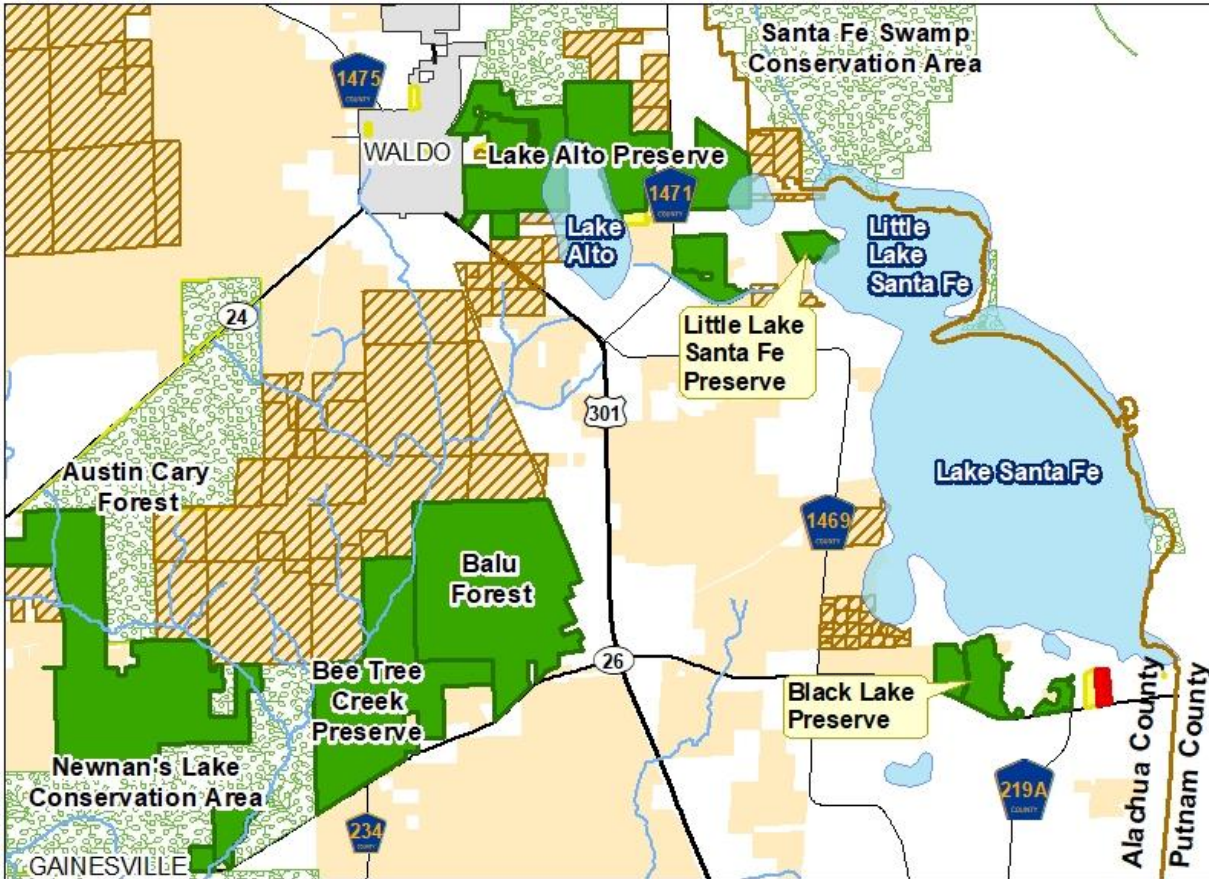 Santa Fe Swamp
Conservation Area
1475
COUNTY
WALDO
Lake Alto Preserve
1471
COUNTY
Lake
Alto
Little
Lake
Santa Fe
24
Little Lake
Santa Fe
Preserve
301
Austin Cary
Forest
Lake Santa Fe
1469
COUNTY
Balu
Forest
26
Bee Tree
Creek
Preserve
Black Lake
Preserve
Newnan's Lake
Conservation Area
219A
COUNTY
Alachua County
Putnam County
234
COUNTY
GAINESVILLE